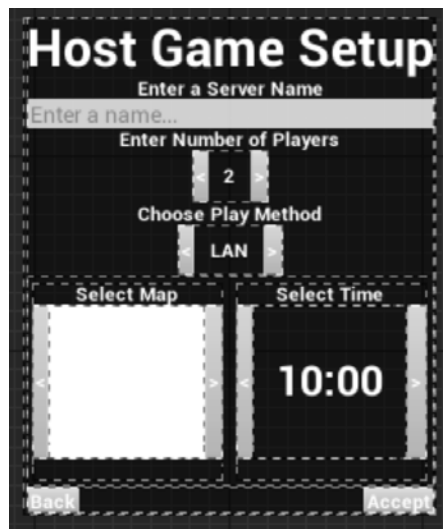 Host Game Setup
Enter a Server Name
Enter a name...
Enter Number of Players
< 2 >
Choose Play Method
< LAN >
Select Map Select Time
< > < 10:00 >
Back Accept